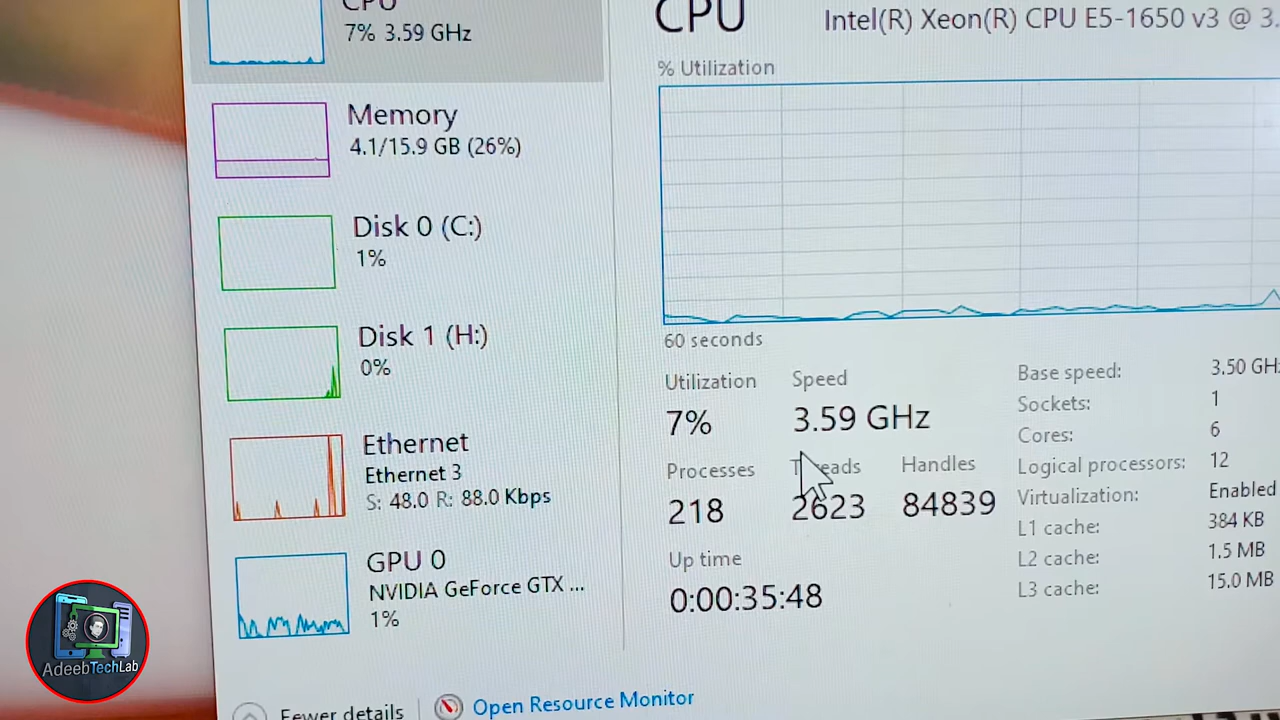 CPU
7% 3.59 GHz
Memory
4.1/15.9 GB (26%)
Disk 0 (C:)
1%
Disk 1 (H:)
0%
Ethernet
Ethernet 3
S: 48.0 R: 88.0 Kbps
GPU 0
NVIDIA GeForce GTX ...
1%
Fewer details
Open Resource Monitor
CPU
Intel(R) Xeon(R) CPU E5-1650 v3 @ 3.
% Utilization
60 seconds
Utilization
7%
Speed
3.59 GHz
Processes
218
Threads
2623
Handles
84839
Up time
0:00:35:48
Base speed: 3.50 GHz
Sockets: 1
Cores: 6
Logical processors: 12
Virtualization: Enabled
L1 cache: 384 KB
L2 cache: 1.5 MB
L3 cache: 15.0 MB
AdeebTechLab